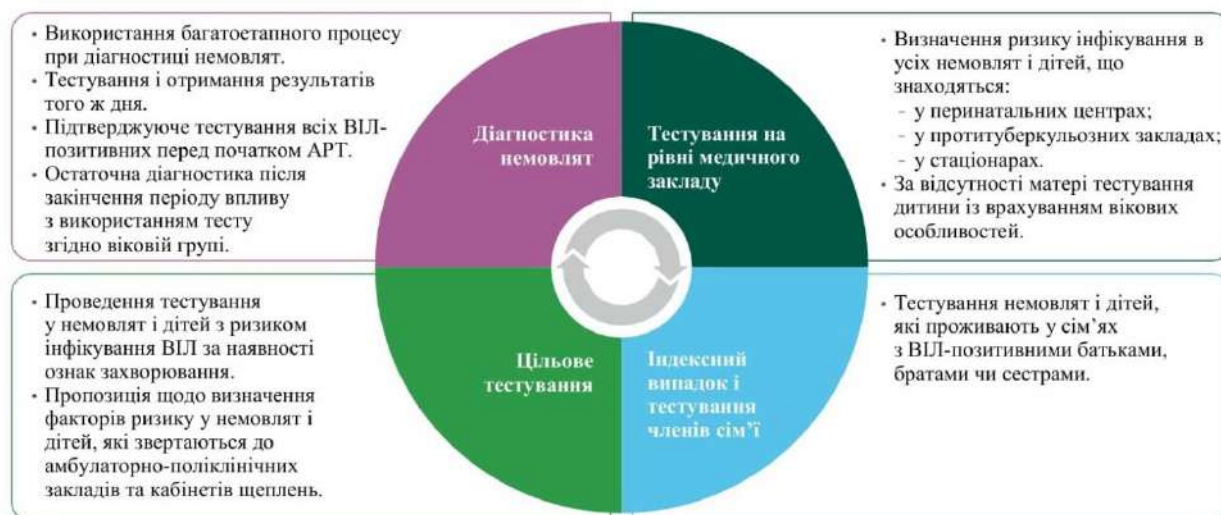 • Використання багатоетапного процесу
при діагностиці немовлят.
• Тестування і отримання результатів
того ж дня.
• Підтверджуюче тестування всіх ВІЛ-
позитивних перед початком АРТ.
• Остаточна діагностика після
закінчення періоду впливу
з використанням тесту
згідно віковій групі.
Діагностика
немовлят
Тестування на
рівні медичного
закладу
• Визначення ризику інфікування в
усіх немовлят і дітей, що
знаходяться:
- у перинатальних центрах;
- у протитуберкульозних закладах;
- у стаціонарах.
• За відсутності матері тестування
дитини із врахуванням вікових
особливостей.
• Проведення тестування
у немовлят і дітей з ризиком
інфікування ВІЛ за наявності
ознак захворювання.
• Пропозиція щодо визначення
факторів ризику у немовлят і
дітей, які звертаються до
амбулаторно-поліклінічних
закладів та кабінетів щеплень.
Цільове
тестування
Індексний
випадок і
тестування
членів сім’ї
• Тестування немовлят і дітей,
які проживають у сім’ях
з ВІЛ-позитивними батьками,
братами чи сестрами.